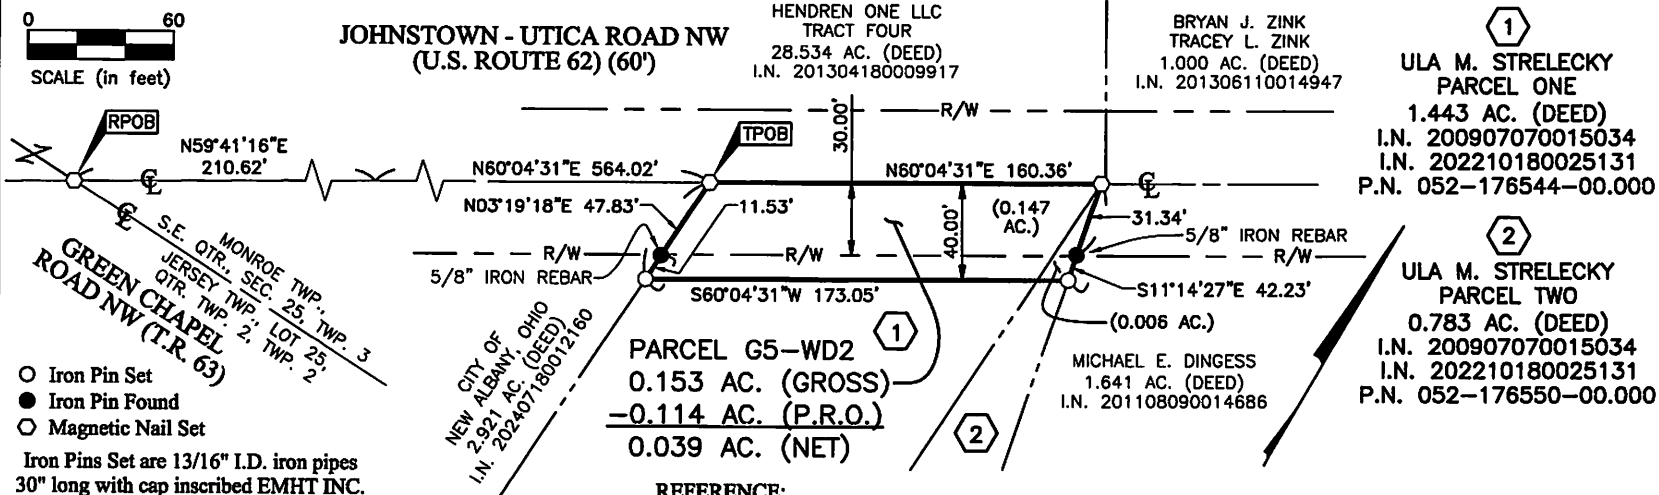 0 60
SCALE (in feet)
JOHNSTOWN - UTICA ROAD NW
(U.S. ROUTE 62) (60')
HENDREN ONE LLC
TRACT FOUR
28.534 AC. (DEED)
I.N. 201304180009917
BRYAN J. ZINK
TRACEY L. ZINK
1.000 AC. (DEED)
I.N. 201306110014947
1
ULA M. STRELECKY
PARCEL ONE
1.443 AC. (DEED)
I.N. 200907070015034
I.N. 202210180025131
P.N. 052-176544-00.000
R/W
RPOB
TPOB
30.00'
N59°41'16"E
210.62'
N60°04'31"E 564.02'
N60°04'31"E 160.36'
CL
CL
CL
N03°19'18"E 47.83'
11.53'
40.00'
(0.147
AC.)
31.34'
5/8" IRON REBAR
R/W
R/W
R/W
5/8" IRON REBAR
S60°04'31"W 173.05'
S11°14'27"E 42.23'
(0.006 AC.)
MONROE TWP.,
S.E. QTR., SEC. 25, TWP. 3
JERSEY TWP., LOT 25,
QTR. TWP. 2, TWP. 2
GREEN CHAPEL
ROAD NW (T.R. 63)
2
ULA M. STRELECKY
PARCEL TWO
0.783 AC. (DEED)
I.N. 200907070015034
I.N. 202210180025131
P.N. 052-176550-00.000
CITY OF
NEW ALBANY, OHIO
2.921 AC. (DEED)
I.N. 202407180012160
1
PARCEL G5-WD2
0.153 AC. (GROSS)
-0.114 AC. (P.R.O.)
0.039 AC. (NET)
MICHAEL E. DINGESS
1.641 AC. (DEED)
I.N. 201108090014686
2
Iron Pin Set
Iron Pin Found
Magnetic Nail Set
Iron Pins Set are 13/16" I.D. iron pipes
30" long with cap inscribed EMHT INC.
REFERENCE: